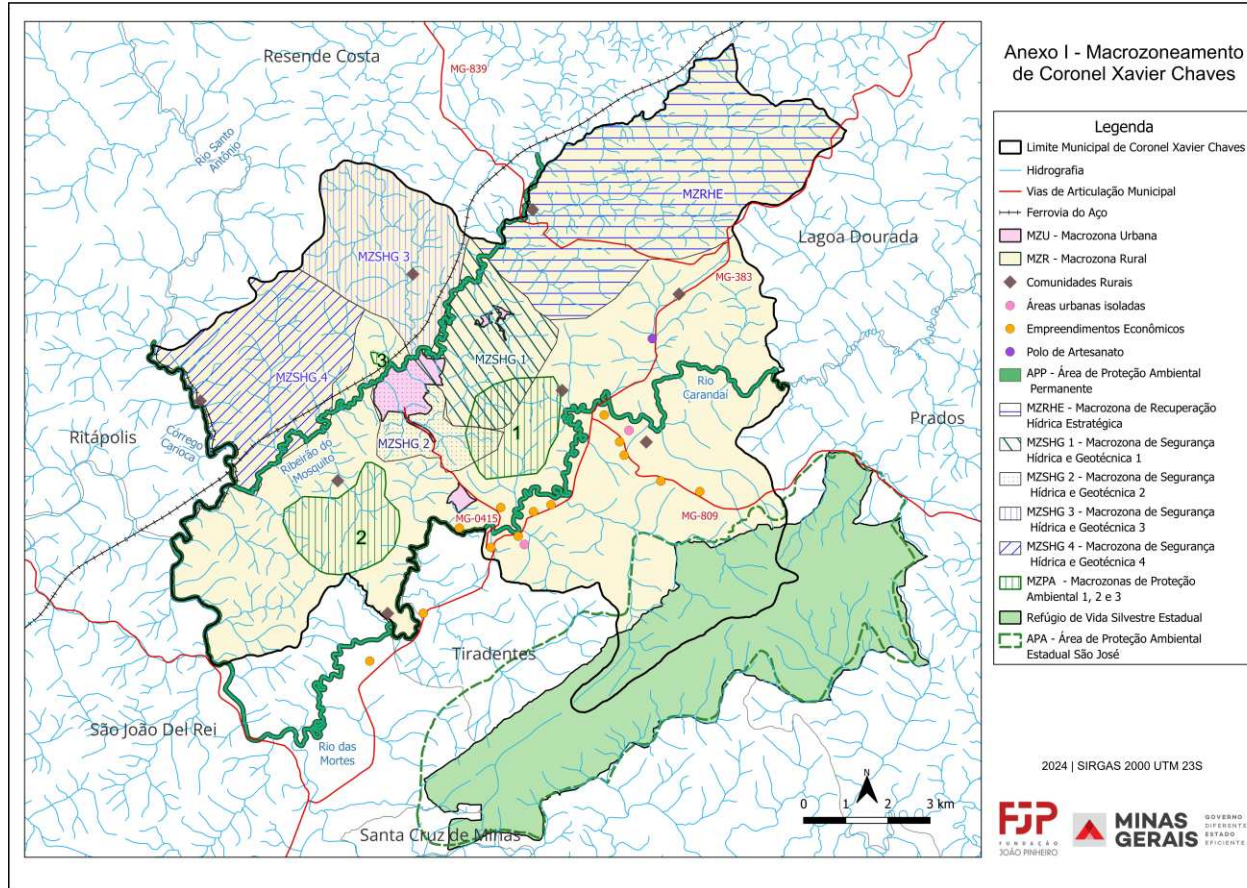 Anexo I - Macrozoneamento
de Coronel Xavier Chaves
Legenda
Limite Municipal de Coronel Xavier Chaves
Hidrografia
Vias de Articulação Municipal
Ferrovia do Aço
MZU - Macrozona Urbana
MZR - Macrozona Rural
Comunidades Rurais
Áreas urbanas isoladas
Empreendimentos Econômicos
Polo de Artesanato
APP - Área de Proteção Ambiental
Permanente
MZRHE - Macrozona de Recuperação
Hídrica Estratégica
MZSHG 1 - Macrozona de Segurança
Hídrica e Geotécnica 1
MZSHG 2 - Macrozona de Segurança
Hídrica e Geotécnica 2
MZSHG 3 - Macrozona de Segurança
Hídrica e Geotécnica 3
MZSHG 4 - Macrozona de Segurança
Hídrica e Geotécnica 4
MZPA - Macrozonas de Proteção
Ambiental 1, 2 e 3
Refúgio de Vida Silvestre Estadual
APA - Área de Proteção Ambiental
Estadual São José
2024 | SIRGAS 2000 UTM 23S
FJP
FUNDAÇÃO
JOÃO PINHEIRO
MINAS
GERAIS
GOVERNO
DIFERENTE
ESTADO
EFICIENTE
Resende Costa
MG-839
Rio Santo
Antônio
MZRHE
Lagoa Dourada
MZSHG 3
MG-383
MZSHG 1
3
MZSHG 4
Rio
Carandaí
Prados
Ritápolis
Córrego
Carioca
Ribeirão do
Mosquito
MZSHG 2
1
MG-0415
MG-809
2
Tiradentes
São João Del Rei
Rio das
Mortes
Santa Cruz de Minas
N
0 1 2 3 km